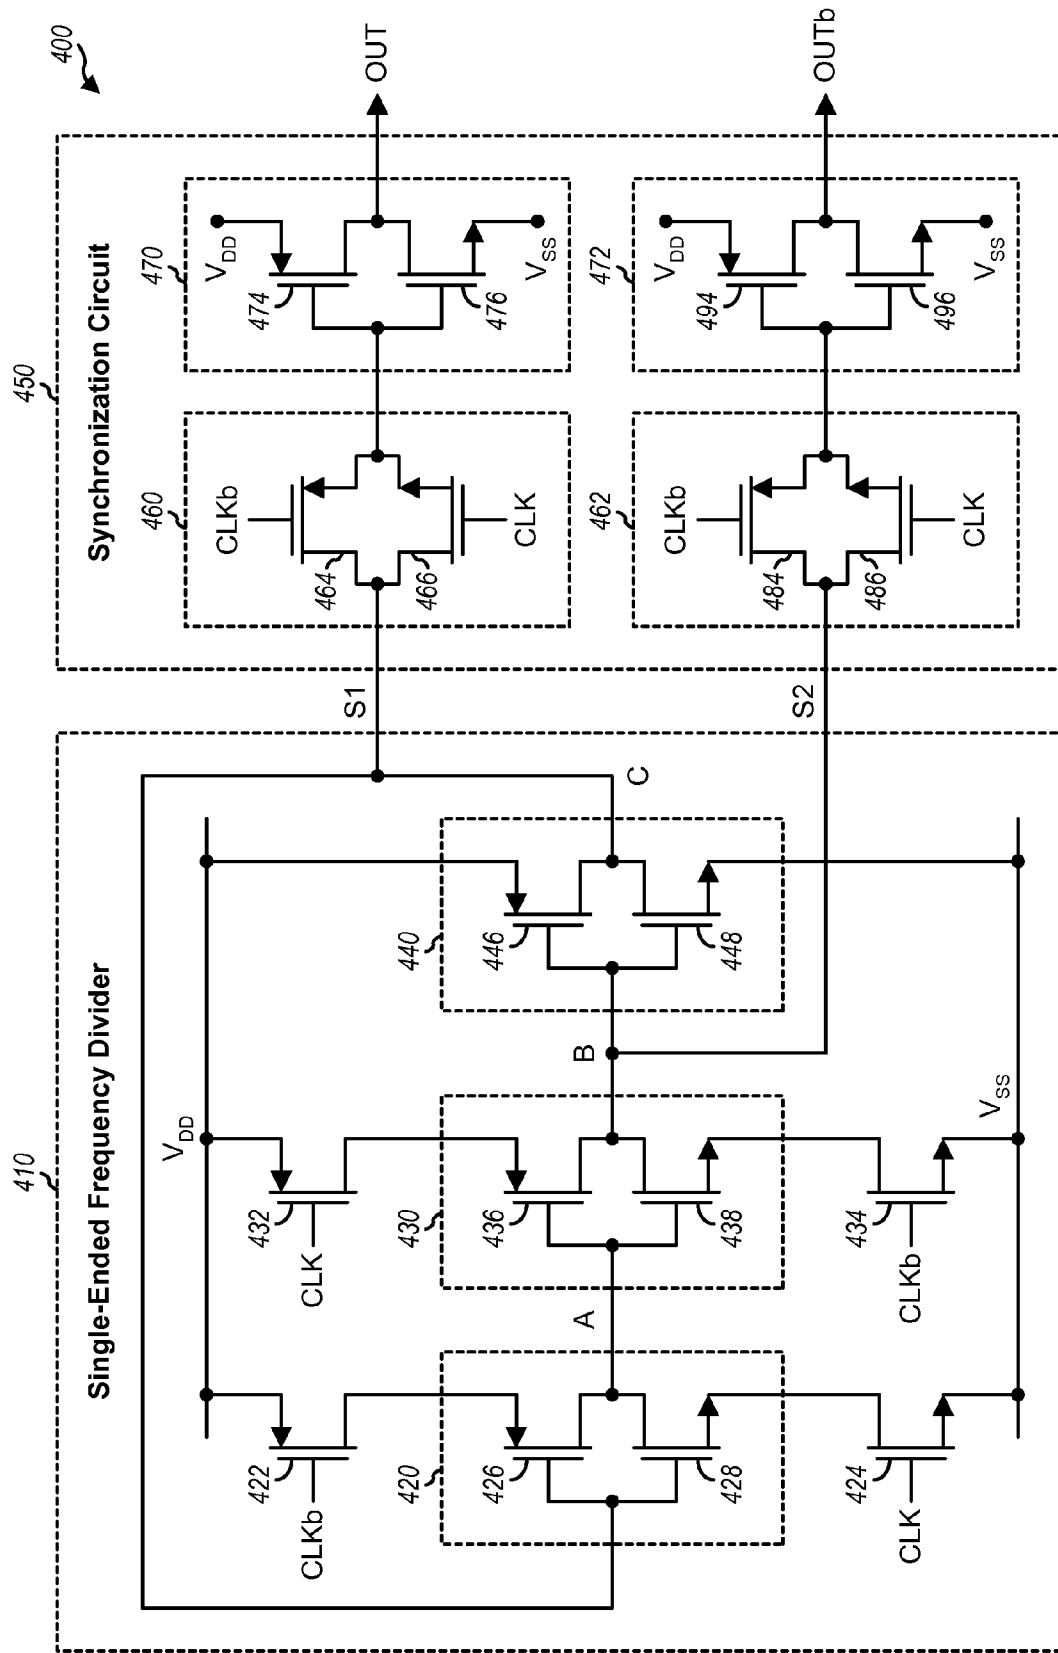 400
410
Single-Ended Frequency Divider
V_DD
CLKb
422
420
426
428
424
CLK
A
CLK
432
430
436
438
434
CLKb
V_SS
B
440
446
448
C
S1
S2
450
Synchronization Circuit
460
CLKb
464
466
CLK
470
V_DD
474
476
V_SS
OUT
462
CLKb
484
486
CLK
472
V_DD
494
496
V_SS
OUTb